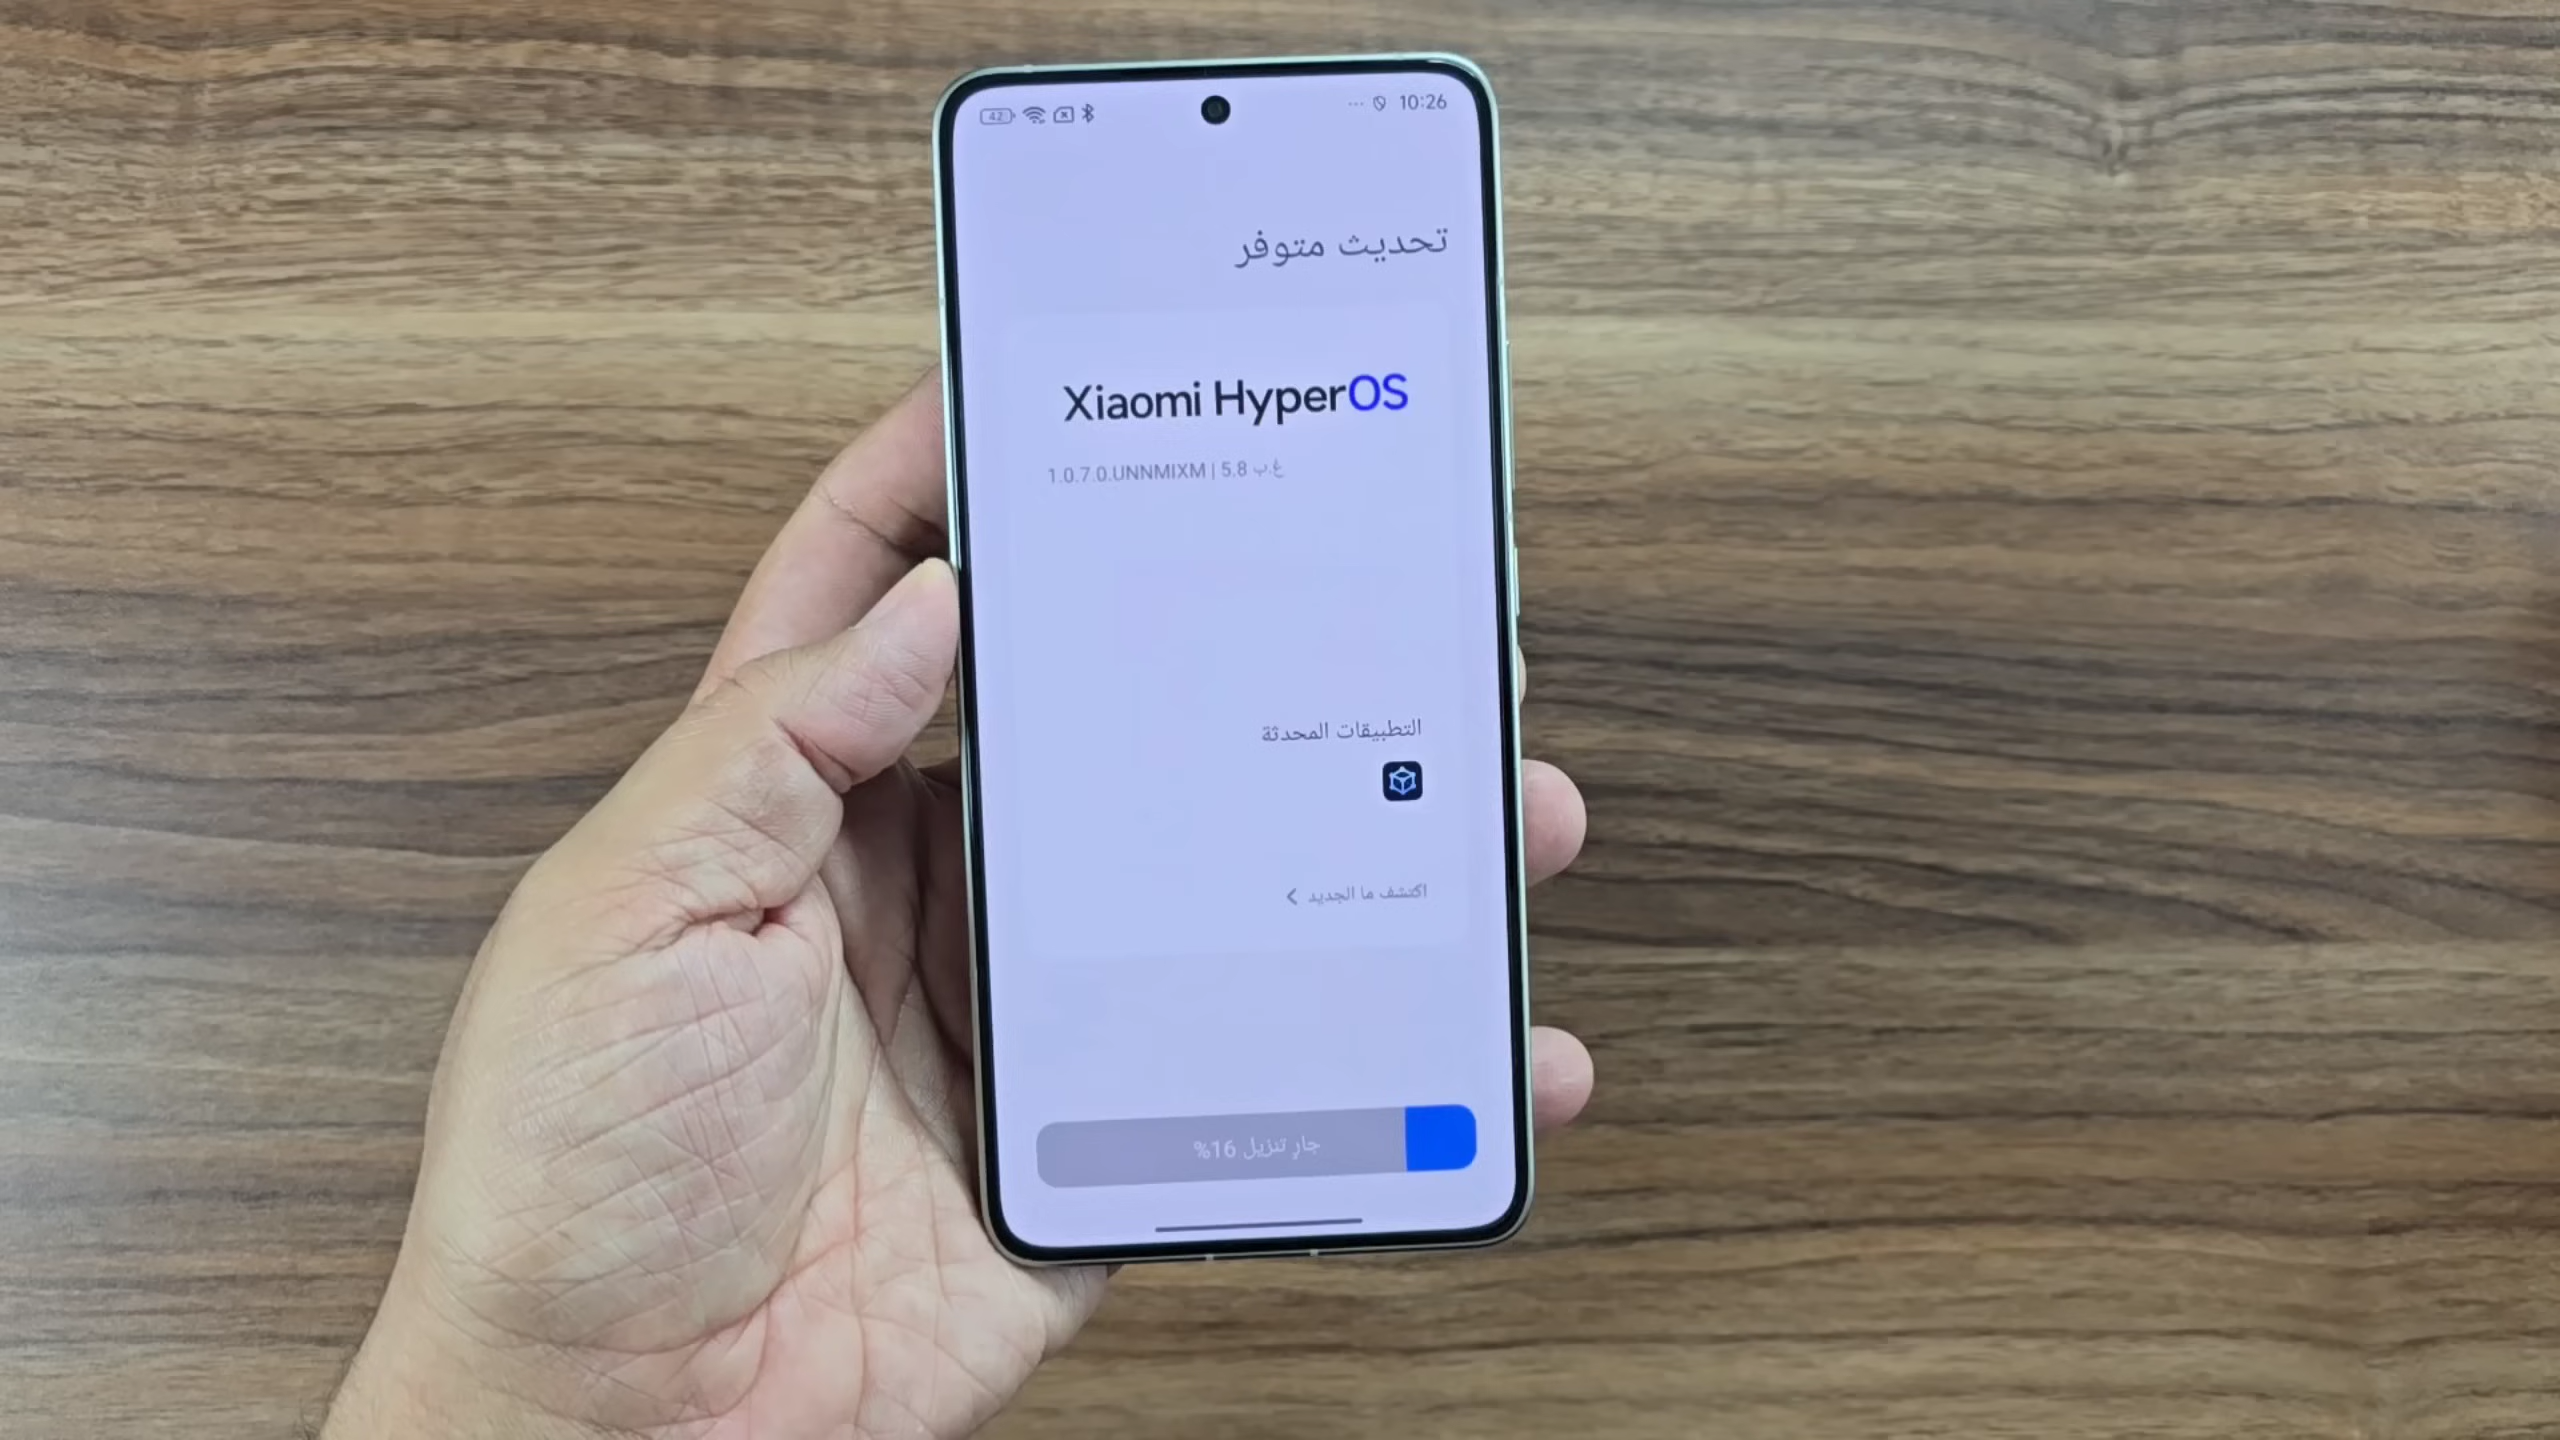 42 10:26
تحديث متوفر
Xiaomi HyperOS
1.0.7.0.UNNMIXM | 5.8 غ.ب
التطبيقات المحدثة
اكتشف ما الجديد
جارٍ تنزيل 16%